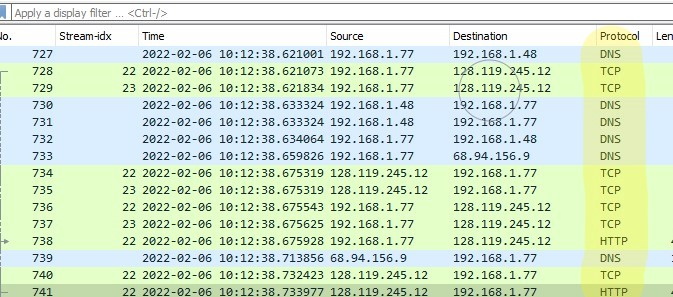 Apply a display filter … <Ctrl-/>
No. Stream-idx Time Source Destination Protocol Len
727 2022-02-06 10:12:38.621001 192.168.1.77 192.168.1.48 DNS
728 22 2022-02-06 10:12:38.621073 192.168.1.77 128.119.245.12 TCP
729 23 2022-02-06 10:12:38.621834 192.168.1.77 128.119.245.12 TCP
730 2022-02-06 10:12:38.633324 192.168.1.48 192.168.1.77 DNS
731 2022-02-06 10:12:38.633324 192.168.1.48 192.168.1.77 DNS
732 2022-02-06 10:12:38.634064 192.168.1.77 192.168.1.48 DNS
733 2022-02-06 10:12:38.659826 192.168.1.77 68.94.156.9 DNS
734 22 2022-02-06 10:12:38.675319 128.119.245.12 192.168.1.77 TCP
735 23 2022-02-06 10:12:38.675319 128.119.245.12 192.168.1.77 TCP
736 22 2022-02-06 10:12:38.675543 192.168.1.77 128.119.245.12 TCP
737 23 2022-02-06 10:12:38.675625 192.168.1.77 128.119.245.12 TCP
738 22 2022-02-06 10:12:38.675928 192.168.1.77 128.119.245.12 HTTP 4
739 2022-02-06 10:12:38.713856 68.94.156.9 192.168.1.77 DNS 1
740 22 2022-02-06 10:12:38.732423 128.119.245.12 192.168.1.77 TCP
741 22 2022-02-06 10:12:38.733977 128.119.245.12 192.168.1.77 HTTP 4